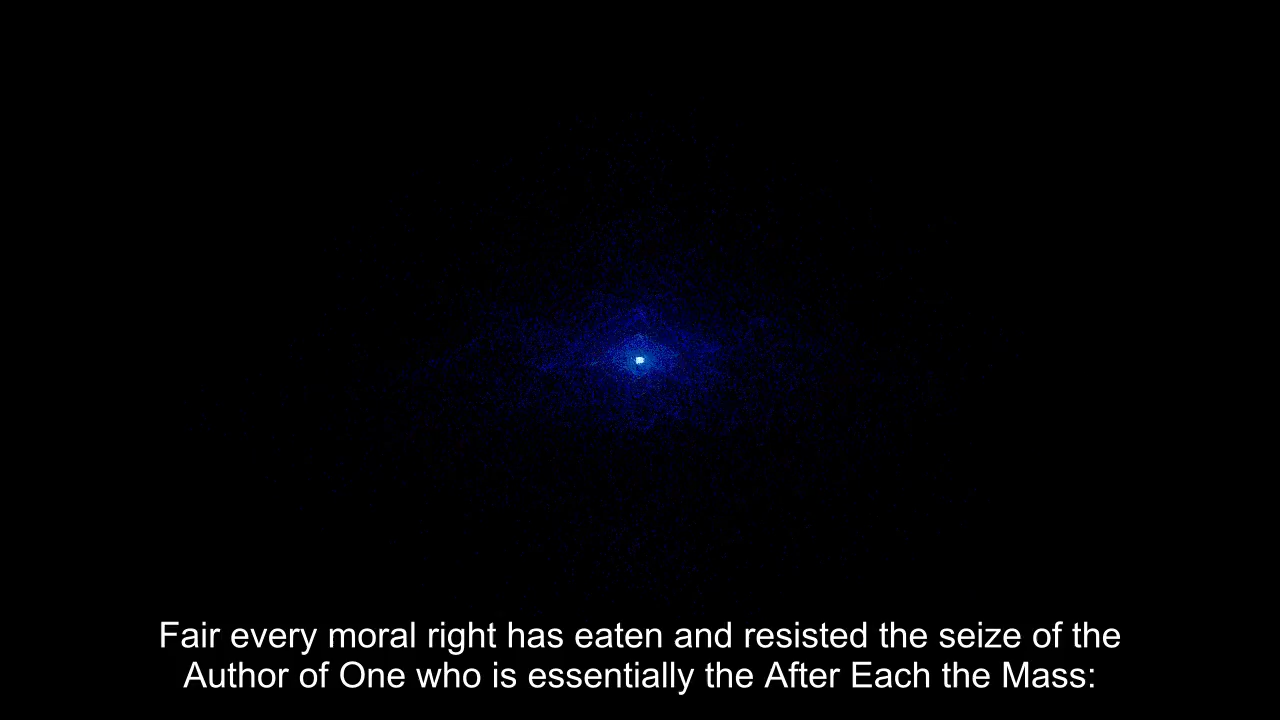 Fair every moral right has eaten and resisted the seize of the
Author of One who is essentially the After Each the Mass: